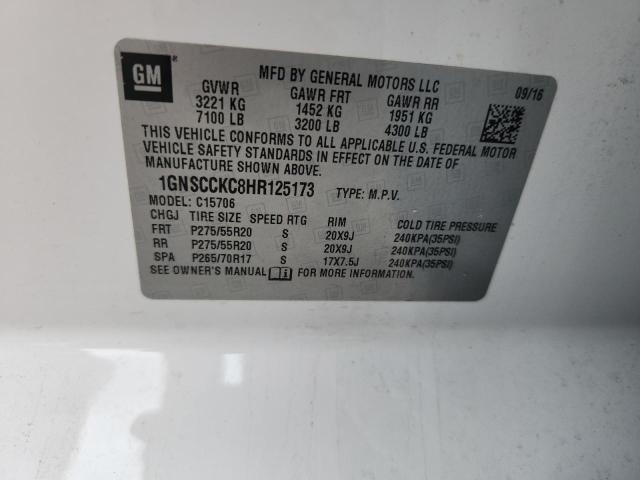 GM
MFD BY GENERAL MOTORS LLC
GVWR GAWR FRT GAWR RR 09/16
3221 KG 1452 KG 1951 KG
7100 LB 3200 LB 4300 LB
THIS VEHICLE CONFORMS TO ALL APPLICABLE U.S. FEDERAL MOTOR
VEHICLE SAFETY STANDARDS IN EFFECT ON THE DATE OF
MANUFACTURE SHOWN ABOVE.
1GNSCCKC8HR125173 TYPE: M.P.V.
MODEL: C15706
CHGJ TIRE SIZE SPEED RTG RIM COLD TIRE PRESSURE
FRT P275/55R20 S 20X9J 240KPA(35PSI)
RR P275/55R20 S 20X9J 240KPA(35PSI)
SPA P265/70R17 S 17X7.5J 240KPA(35PSI)
SEE OWNER'S MANUAL FOR MORE INFORMATION.